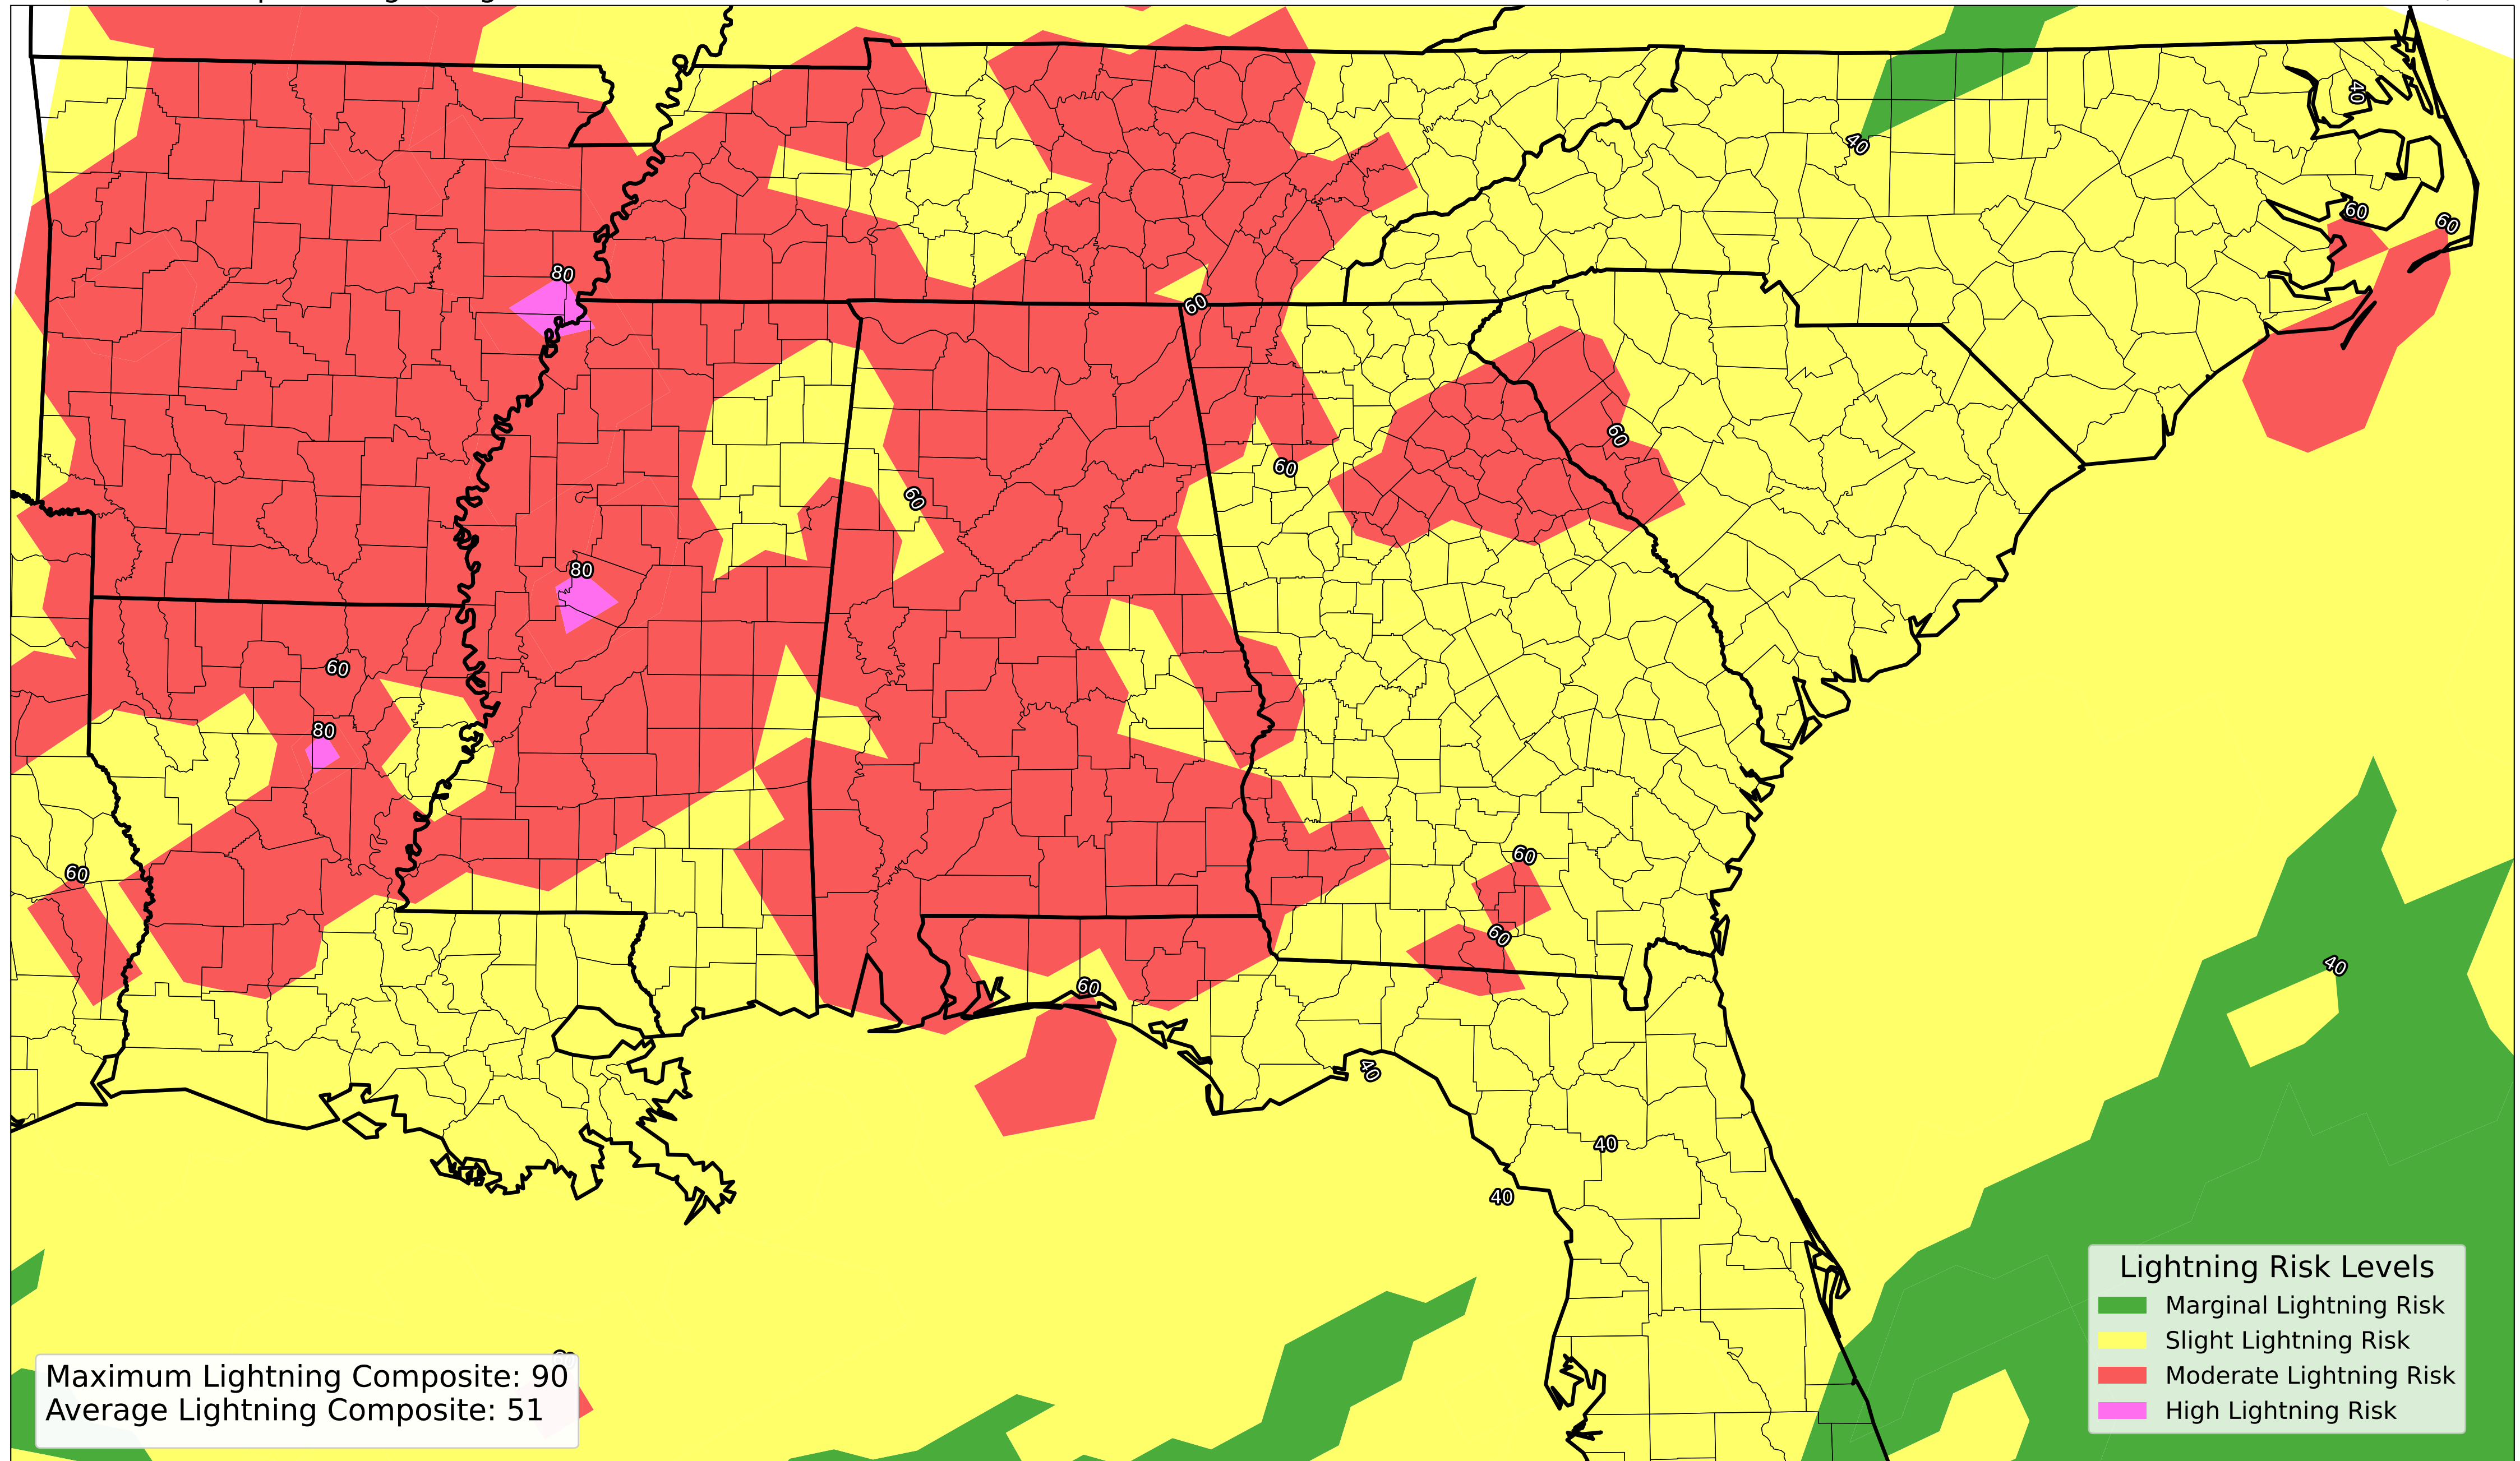 80
40
40
60
60
60
60
60
60
80
60
80
60
60
60
40
60
40
40
40
Lightning Risk Levels
Marginal Lightning Risk
Slight Lightning Risk
Moderate Lightning Risk
High Lightning Risk
Maximum Lightning Composite: 90
Average Lightning Composite: 51